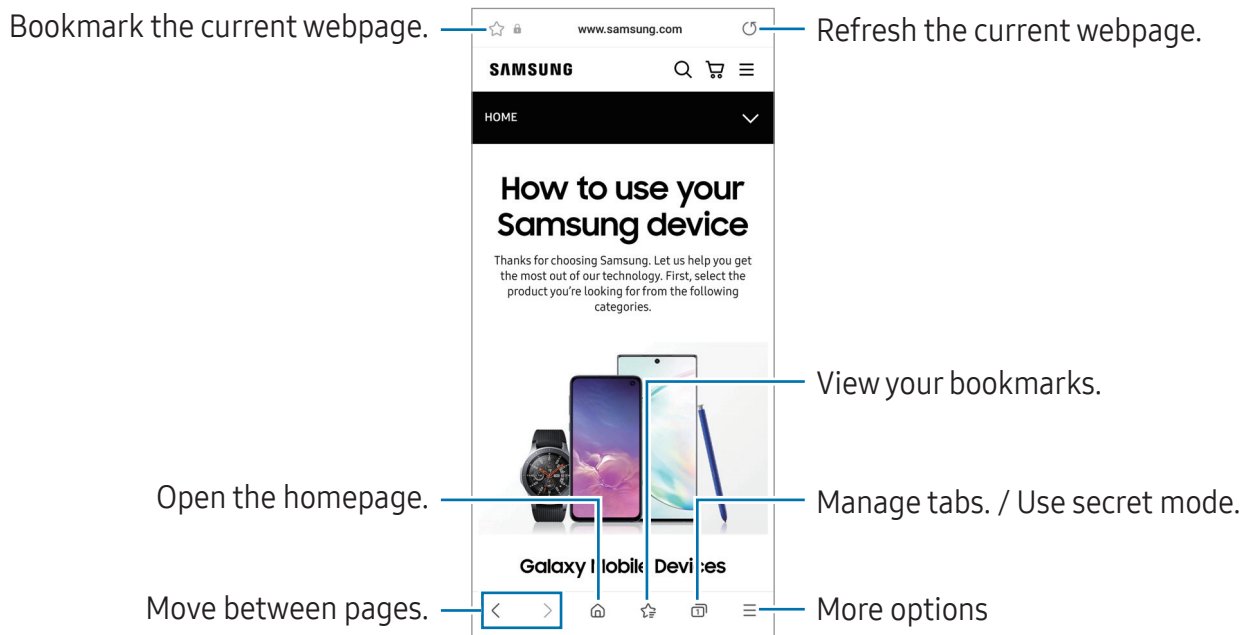 Bookmark the current webpage.
www.samsung.com
Refresh the current webpage.
SAMSUNG
HOME
How to use your
Samsung device
Thanks for choosing Samsung. Let us help you get
the most out of our technology. First, select the
product you're looking for from the following
categories.
View your bookmarks.
Open the homepage.
Manage tabs. / Use secret mode.
Galaxy Mobile Devices
Move between pages.
1
More options